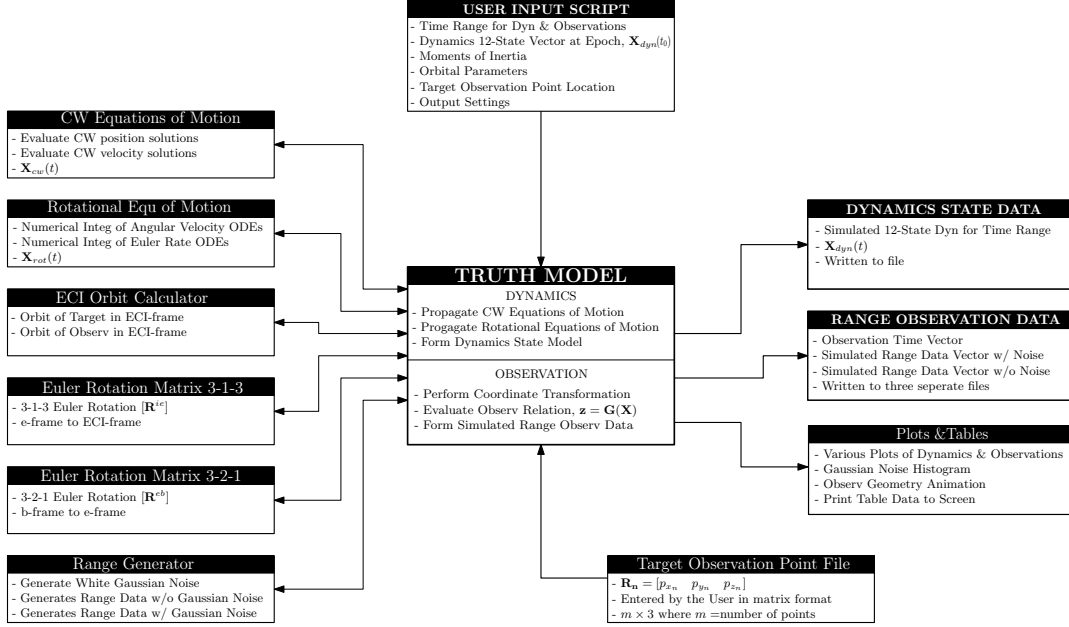 USER INPUT SCRIPT
- Time Range for Dyn & Observations
- Dynamics 12-State Vector at Epoch, X_dyn(t_0)
- Moments of Inertia
- Orbital Parameters
- Target Observation Point Location
- Output Settings
CW Equations of Motion
- Evaluate CW position solutions
- Evaluate CW velocity solutions
- X_cw(t)
Rotational Equ of Motion
- Numerical Integ of Angular Velocity ODEs
- Numerical Integ of Euler Rate ODEs
- X_rot(t)
ECI Orbit Calculator
- Orbit of Target in ECI-frame
- Orbit of Observ in ECI-frame
Euler Rotation Matrix 3-1-3
- 3-1-3 Euler Rotation [R^ie]
- e-frame to ECI-frame
Euler Rotation Matrix 3-2-1
- 3-2-1 Euler Rotation [R^eb]
- b-frame to e-frame
Range Generator
- Generate White Gaussian Noise
- Generates Range Data w/o Gaussian Noise
- Generates Range Data w/ Gaussian Noise
TRUTH MODEL
DYNAMICS
- Propagate CW Equations of Motion
- Progagate Rotational Equations of Motion
- Form Dynamics State Model
OBSERVATION
- Perform Coordinate Transformation
- Evaluate Observ Relation, z = G(X)
- Form Simulated Range Observ Data
DYNAMICS STATE DATA
- Simulated 12-State Dyn for Time Range
- X_dyn(t)
- Written to file
RANGE OBSERVATION DATA
- Observation Time Vector
- Simulated Range Data Vector w/ Noise
- Simulated Range Data Vector w/o Noise
- Written to three seperate files
Plots &Tables
- Various Plots of Dynamics & Observations
- Gaussian Noise Histogram
- Observ Geometry Animation
- Print Table Data to Screen
Target Observation Point File
- R_n = [p_x_n p_y_n p_z_n]
- Entered by the User in matrix format
- m × 3 where m =number of points